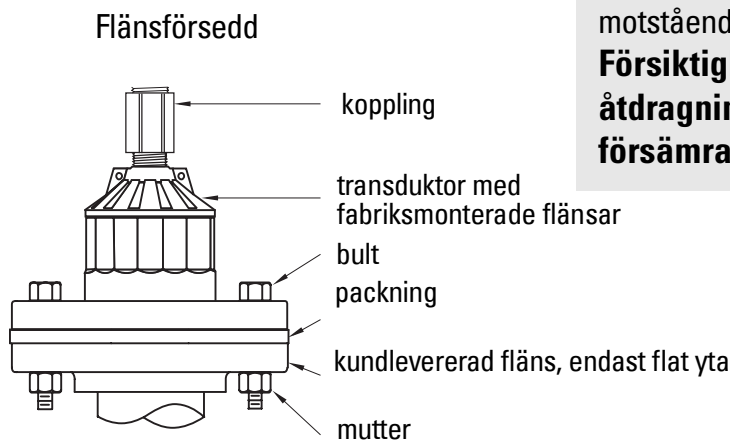 Flänsförsedd
koppling
transduktor med
fabriksmonterade flänsar
bult
packning
kundlevererad fläns, endast flat yta
mutter
motståend
Försiktig
åtdragnin
försämra